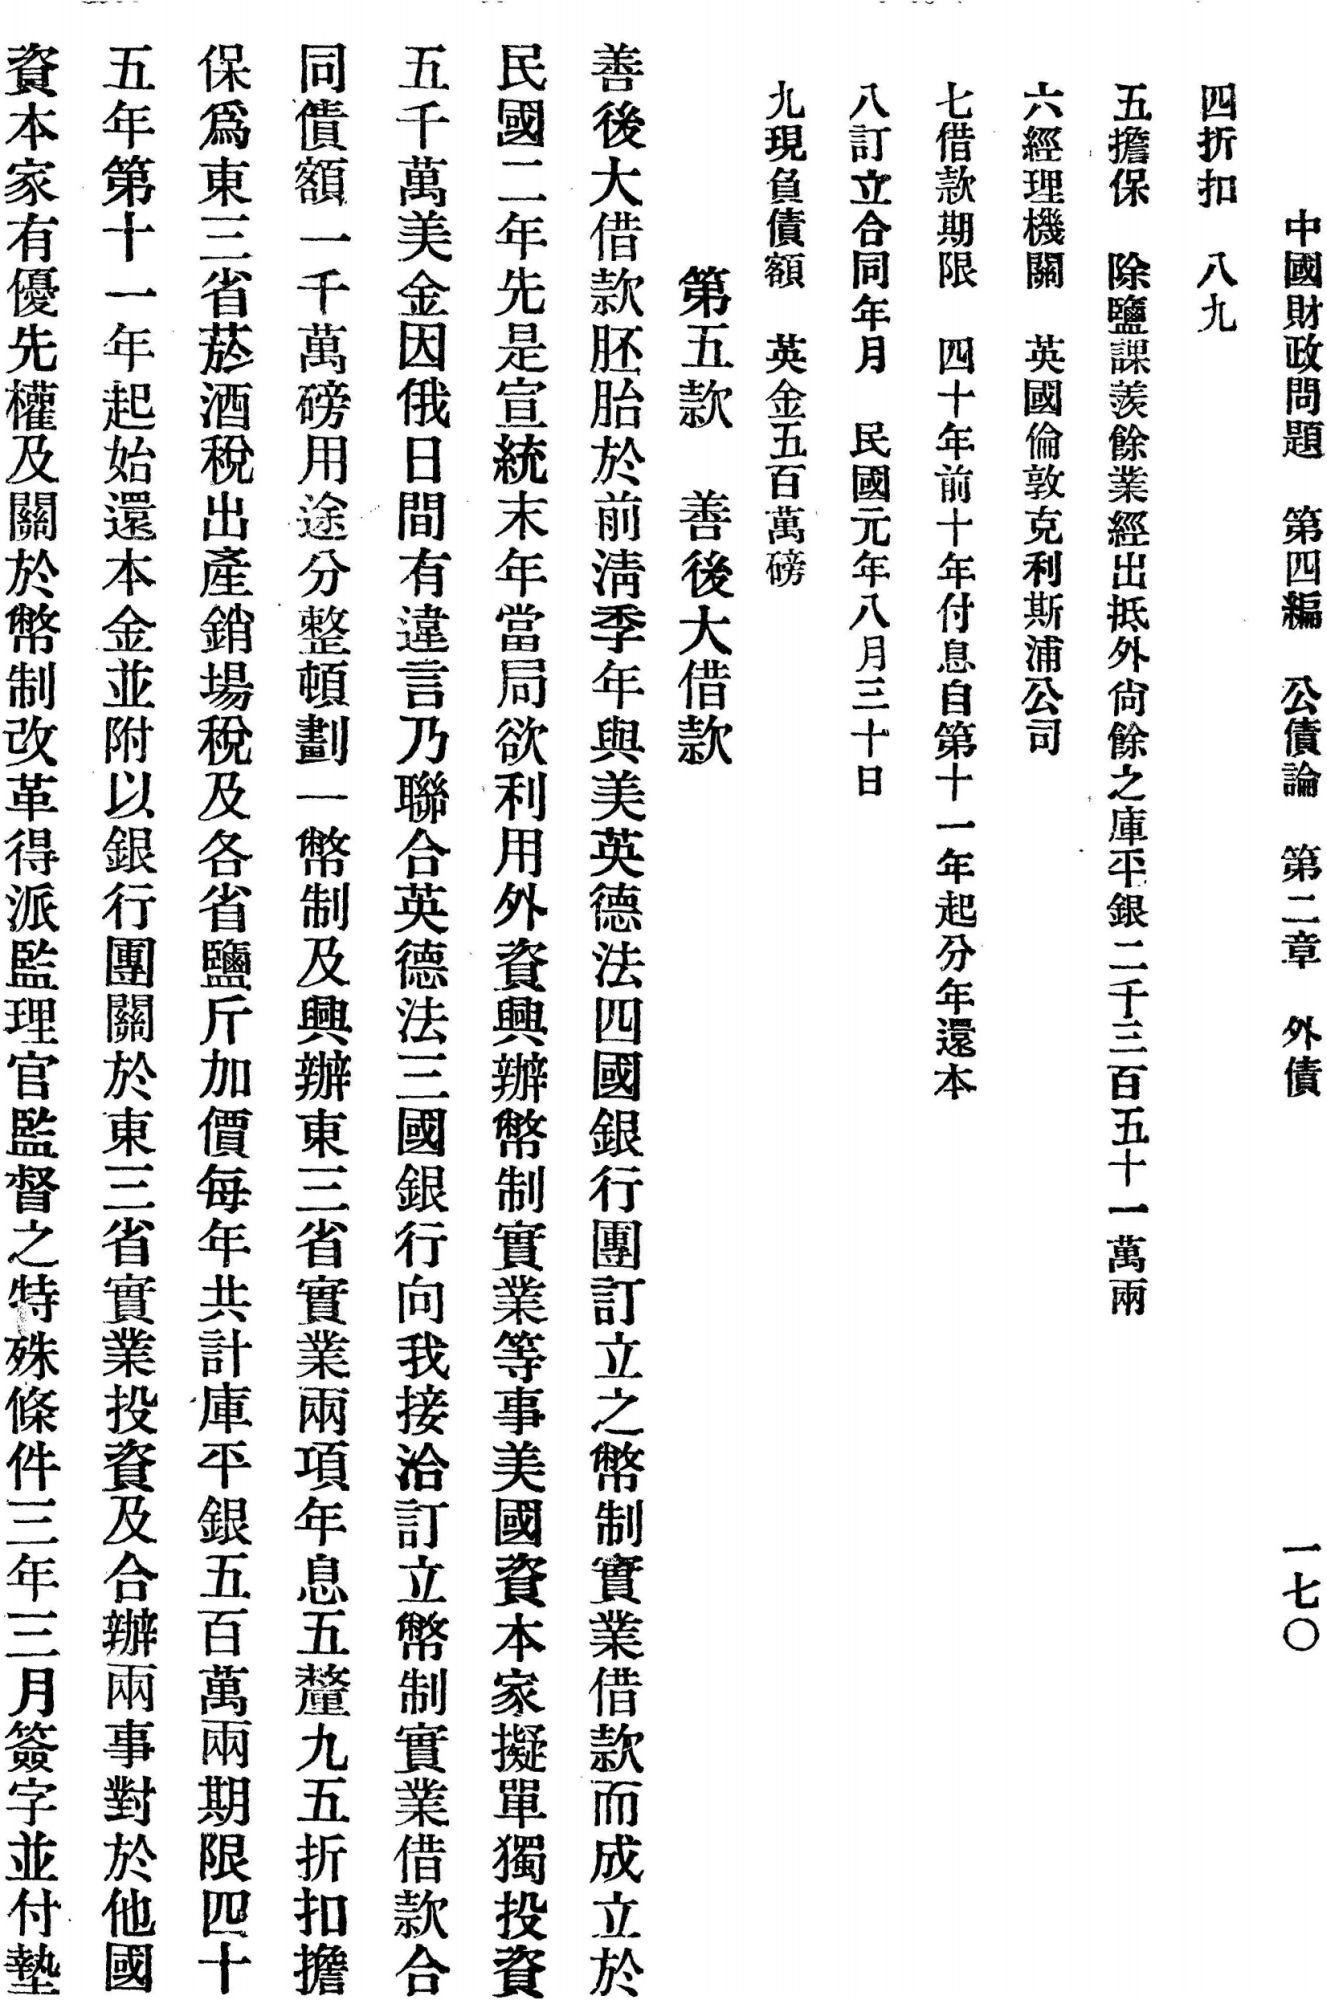 中國財政問題 第四編 公債論 第二章 外債 一七〇
四折扣 八九
五擔保 除鹽課羨餘業經出抵外尙餘之庫平銀二千三百五十一萬兩
六經理機關 英國倫敦克利斯浦公司
七借款期限 四十年前十年付息自第十一年起分年還本
八訂立合同年月 民國元年八月三十日
九現負債額 英金五百萬磅
第五款 善後大借款
善後大借款胚胎於前淸季年與美英德法四國銀行團訂立之幣制實業借款而成立於
民國二年先是宣統末年當局欲利用外資興辦幣制實業等事美國資本家擬單獨投資
五千萬美金因俄日間有違言乃聯合英德法三國銀行向我接洽訂立幣制實業借款合
同債額一千萬磅用途分整頓劃一幣制及興辦東三省實業兩項年息五釐九五折扣擔
保爲東三省菸酒稅出產銷場稅及各省鹽斤加價每年共計庫平銀五百萬兩期限四十
五年第十一年起始還本金並附以銀行團關於東三省實業投資及合辦兩事對於他國
資本家有優先權及關於幣制改革得派監理官監督之特殊條件三年三月簽字並付墊